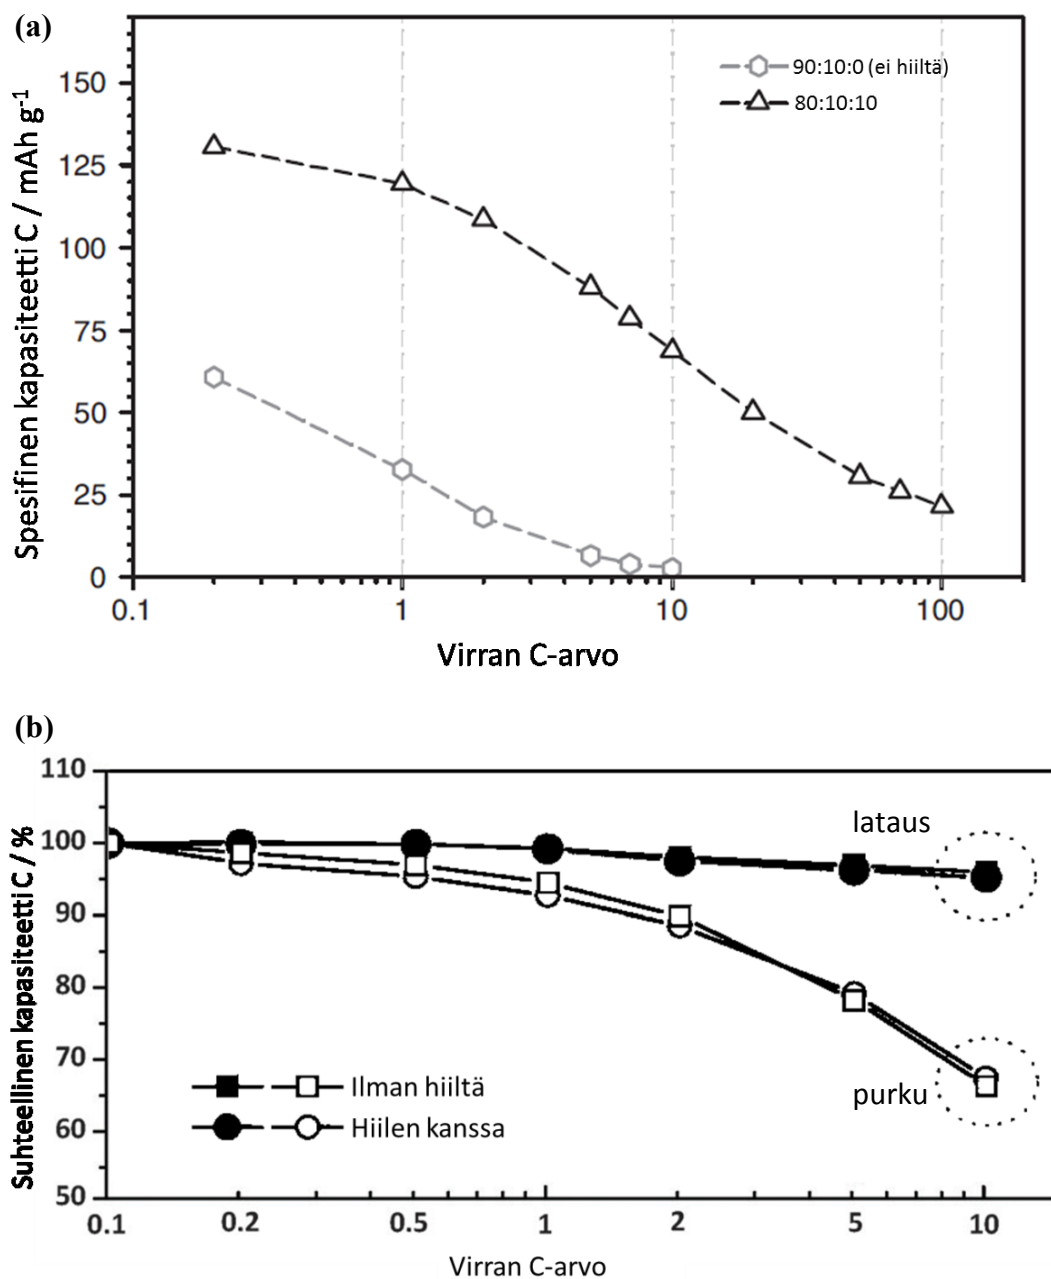 (a)
Spesifinen kapasiteetti C / mAh g⁻¹
150
125
100
75
50
25
0
90:10:0 (ei hiiltä)
80:10:10
0.1
1
10
100
Virran C-arvo
(b)
Suhteellinen kapasiteetti C / %
110
100
90
80
70
60
50
lataus
purku
Ilman hiiltä
Hiilen kanssa
0.1
0.2
0.5
1
2
5
10
Virran C-arvo